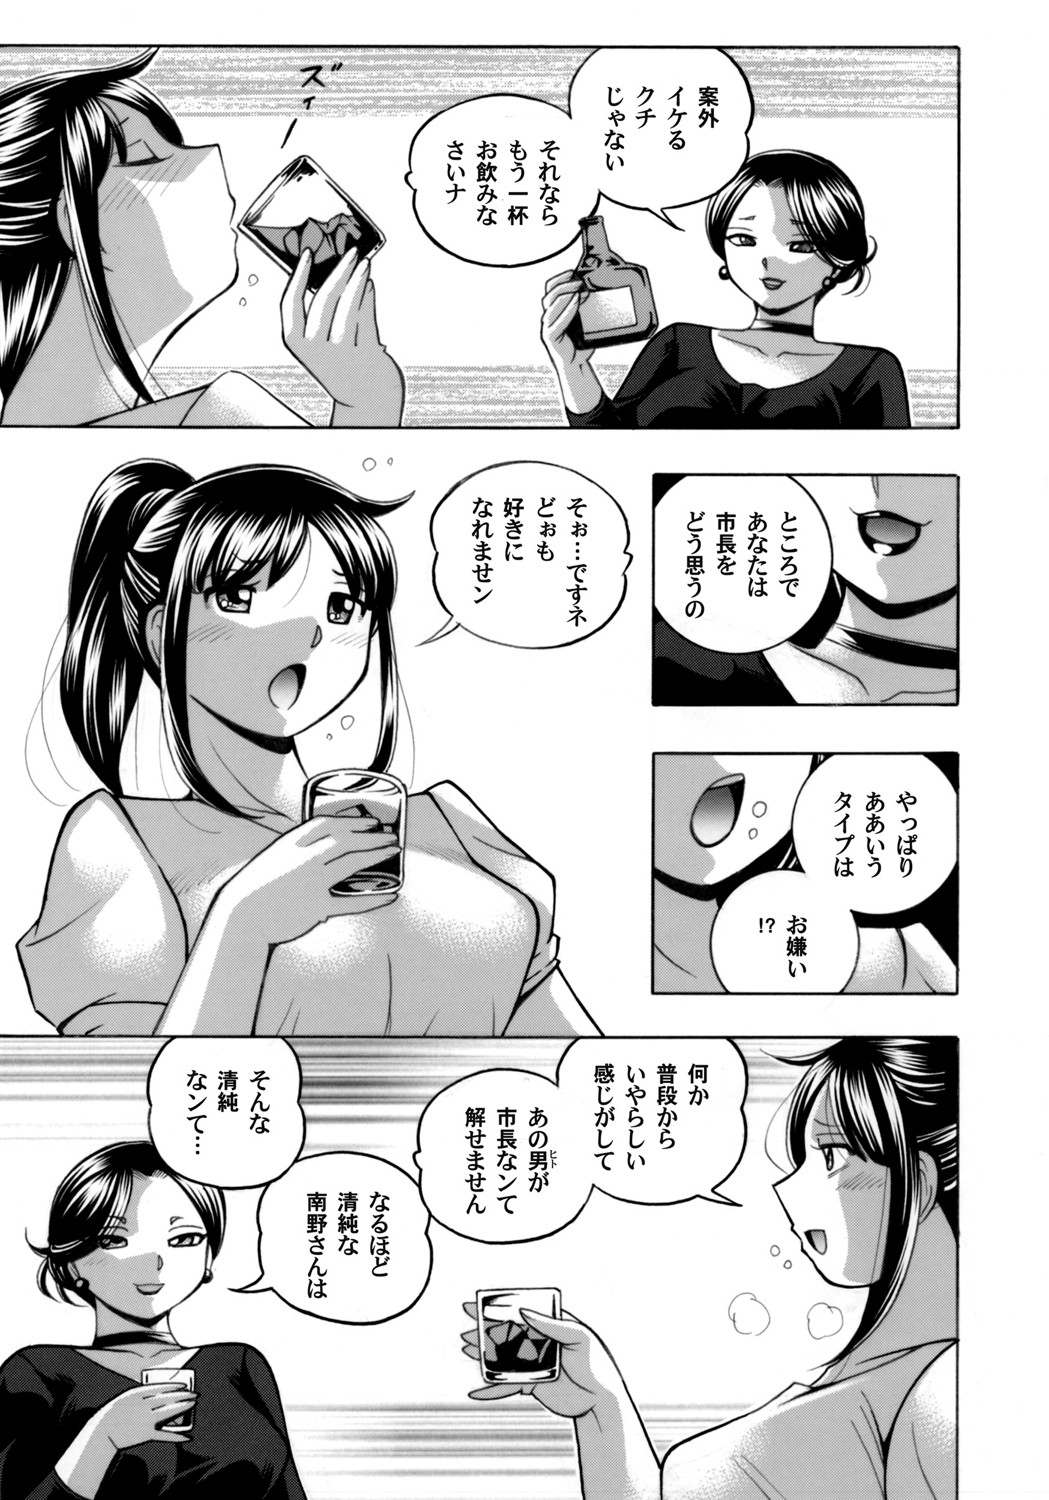 案外
イケる
クチ
じゃない
それなら
もう一杯
お飲みな
さいナ
ズイ
ところで
あなたは
市長を
どう思うの
そぉ…ですネ
どぉも
好きに
なれませン
やっぱり
ああいう
タイプは
お嫌い
!?
何か
普段から
いやらしい
感じがして
あの男が
ヒト
市長なンて
解せません
なるほど
清純な
南野さんは
そんな
清純
なンて…